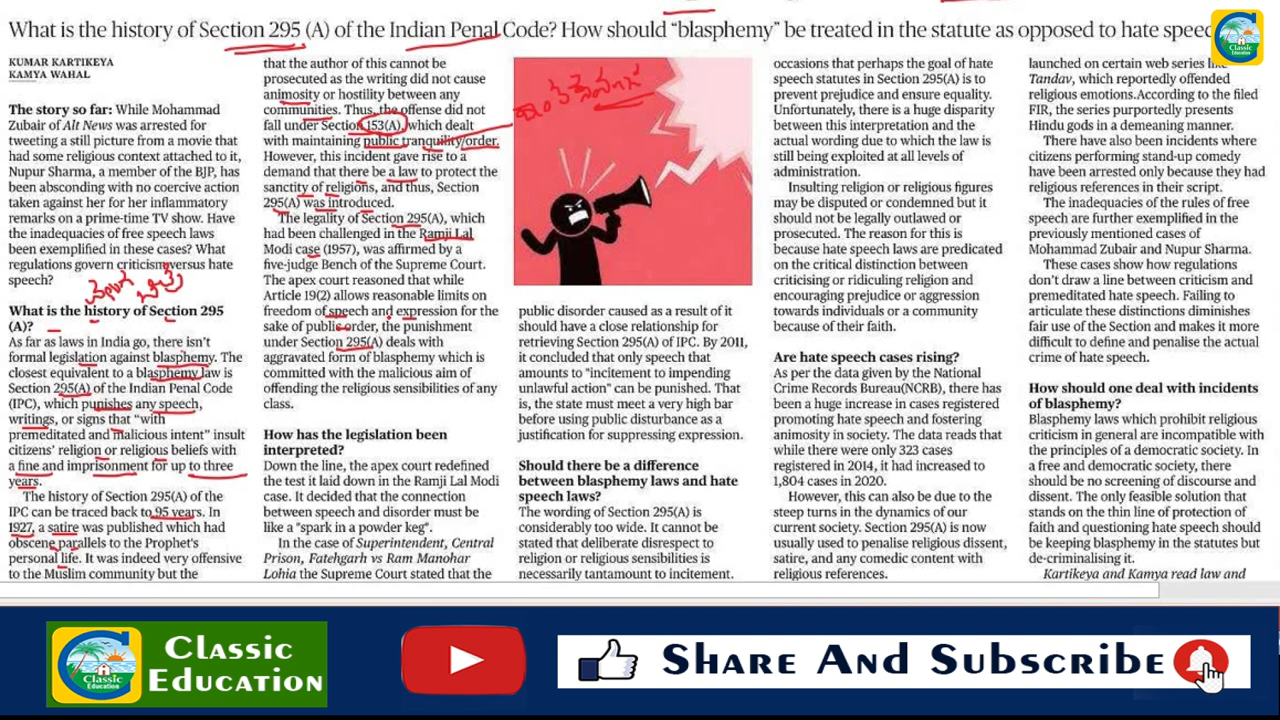 What is the history of Section 295 (A) of the Indian Penal Code? How should “blasphemy” be treated in the statute as opposed to hate
KUMAR KARTIKEYA
KAMYA WAHAL
The story so far: While Mohammad
Zubair of Alt News was arrested for
tweeting a still picture from a movie that
had some religious context attached to it,
Nupur Sharma, a member of the BJP, has
been absconding with no coercive action
taken against her for her inflammatory
remarks on a prime-time TV show. Have
the inadequacies of free speech laws
been exemplified in these cases? What
regulations govern criticism versus hate
speech?
What is the history of Section 295
(A)?
As far as laws in India go, there isn't
formal legislation against blasphemy. The
closest equivalent to a blasphemy law is
Section 295(A) of the Indian Penal Code
(IPC), which punishes any speech,
writings, or signs that "with
premeditated and malicious intent" insult
citizens' religion or religious beliefs with
a fine and imprisonment for up to three
years.
The history of Section 295(A) of the
IPC can be traced back to 95 years. In
1927, a satire was published which had
obscene parallels to the Prophet's
personal life. It was indeed very offensive
to the Muslim community but the
that the author of this cannot be
prosecuted as the writing did not cause
animosity or hostility between any
communities. Thus, the offense did not
fall under Section 153(A), which dealt
with maintaining public tranquility/order.
However, this incident gave rise to a
demand that there be a law to protect the
sanctity of religions, and thus, Section
295(A) was introduced.
The legality of Section 295(A), which
had been challenged in the Ramji Lal
Modi case (1957), was affirmed by a
five-judge Bench of the Supreme Court.
The apex court reasoned that while
Article 19(2) allows reasonable limits on
freedom of speech and expression for the
sake of public order, the punishment
under Section 295(A) deals with
aggravated form of blasphemy which is
committed with the malicious aim of
offending the religious sensibilities of any
class.
How has the legislation been
interpreted?
Down the line, the apex court redefined
the test it laid down in the Ramji Lal Modi
case. It decided that the connection
between speech and disorder must be
like a "spark in a powder keg".
In the case of Superintendent, Central
Prison, Fatehgarh vs Ram Manohar
Lohia the Supreme Court stated that the
public disorder caused as a result of it
should have a close relationship for
retrieving Section 295(A) of IPC. By 2011,
it concluded that only speech that
amounts to "incitement to impending
unlawful action" can be punished. That
is, the state must meet a very high bar
before using public disturbance as a
justification for suppressing expression.
Should there be a difference
between blasphemy laws and hate
speech laws?
The wording of Section 295(A) is
considerably too wide. It cannot be
stated that deliberate disrespect to
religion or religious sensibilities is
necessarily tantamount to incitement.
occasions that perhaps the goal of hate
speech statutes in Section 295(A) is to
prevent prejudice and ensure equality.
Unfortunately, there is a huge disparity
between this interpretation and the
actual wording due to which the law is
still being exploited at all levels of
administration.
Insulting religion or religious figures
may be disputed or condemned but it
should not be legally outlawed or
prosecuted. The reason for this is
because hate speech laws are predicated
on the critical distinction between
criticising or ridiculing religion and
encouraging prejudice or aggression
towards individuals or a community
because of their faith.
Are hate speech cases rising?
As per the data given by the National
Crime Records Bureau(NCRB), there has
been a huge increase in cases registered
promoting hate speech and fostering
animosity in society. The data reads that
while there were only 323 cases
registered in 2014, it had increased to
1,804 cases in 2020.
However, this can also be due to the
steep turns in the dynamics of our
current society. Section 295(A) is now
usually used to penalise religious dissent,
satire, and any comedic content with
religious references.
launched on certain web series
Tandav, which reportedly offended
religious emotions.According to the filed
FIR, the series purportedly presents
Hindu gods in a demeaning manner.
There have also been incidents where
citizens performing stand-up comedy
have been arrested only because they had
religious references in their script.
The inadequacies of the rules of free
speech are further exemplified in the
previously mentioned cases of
Mohammad Zubair and Nupur Sharma.
These cases show how regulations
don't draw a line between criticism and
premeditated hate speech. Failing to
articulate these distinctions diminishes
fair use of the Section and makes it more
difficult to define and penalise the actual
crime of hate speech.
How should one deal with incidents
of blasphemy?
Blasphemy laws which prohibit religious
criticism in general are incompatible with
the principles of a democratic society. In
a free and democratic society, there
should be no screening of discourse and
dissent. The only feasible solution that
stands on the thin line of protection of
faith and questioning hate speech should
be keeping blasphemy in the statutes but
de-criminalising it.
Kartikeya and Kamya read law and
Classic
Education
Classic
Education
Classic
Education
Share And Subscribe